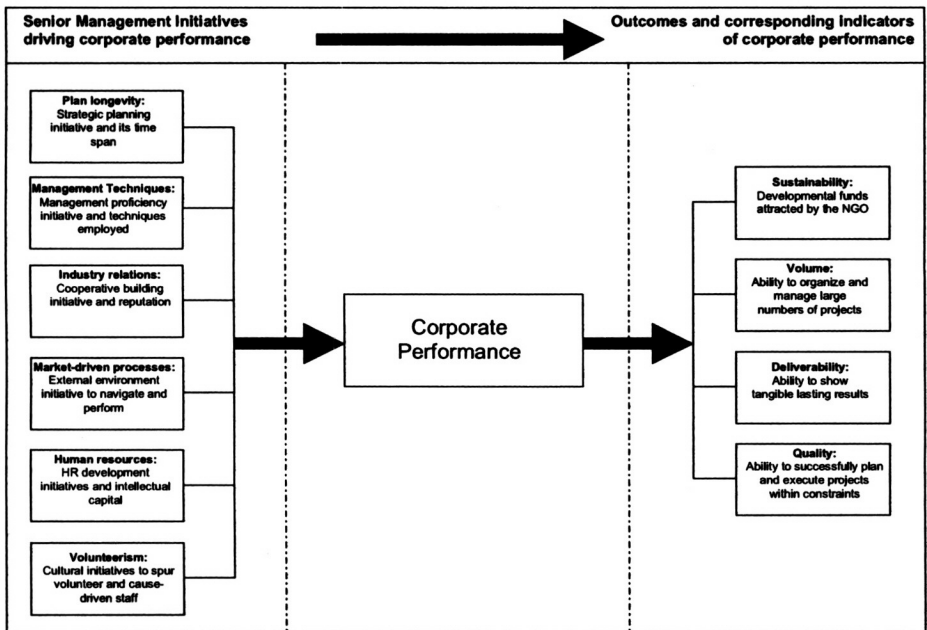 Senior Management Initiatives
driving corporate performance
Outcomes and corresponding indicators
of corporate performance
Plan longevity:
Strategic planning
initiative and its time
span
Management Techniques:
Management proficiency
initiative and techniques
employed
Industry relations:
Cooperative building
initiative and reputation
Market-driven processes:
External environment
initiative to navigate and
perform
Human resources:
HR development
initiatives and intellectual
capital
Volunteerism:
Cultural initiatives to spur
volunteer and cause-
driven staff
Corporate
Performance
Sustainability:
Developmental funds
attracted by the NGO
Volume:
Ability to organize and
manage large
numbers of projects
Deliverability:
Ability to show
tangible lasting results
Quality:
Ability to successfully plan
and execute projects
within constraints